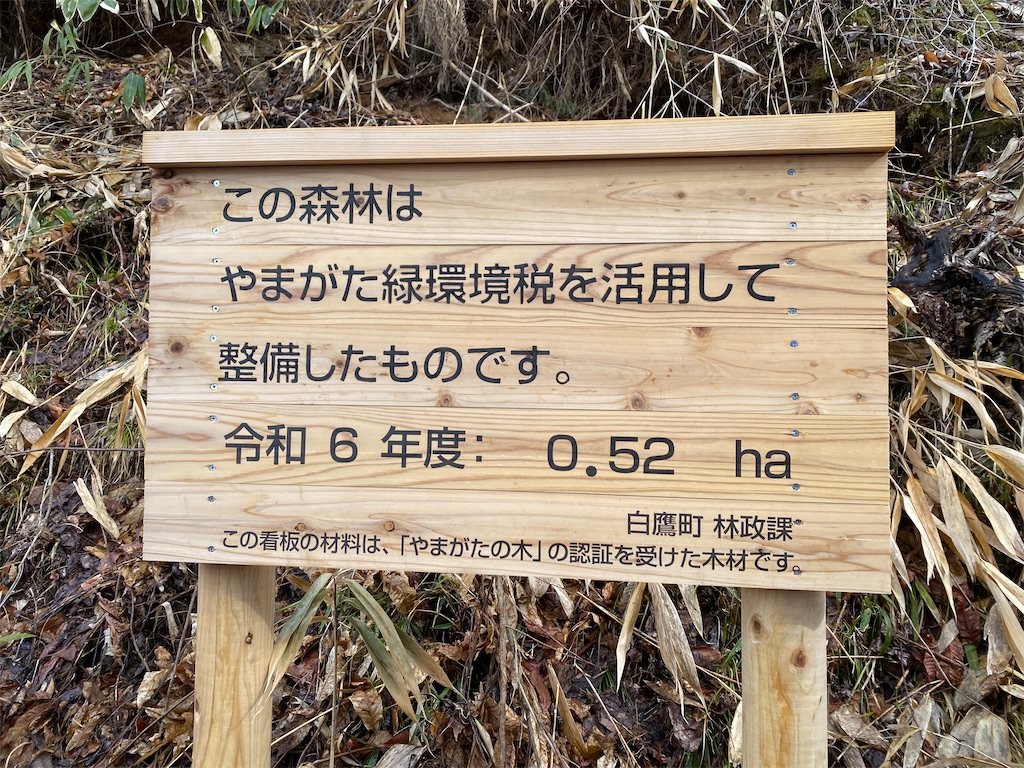 この森林は
やまがた緑環境税を活用して
整備したものです。
令和 6 年度： 0.52 ha
白鷹町 林政課
この看板の材料は、「やまがたの木」の認証を受けた木材です。